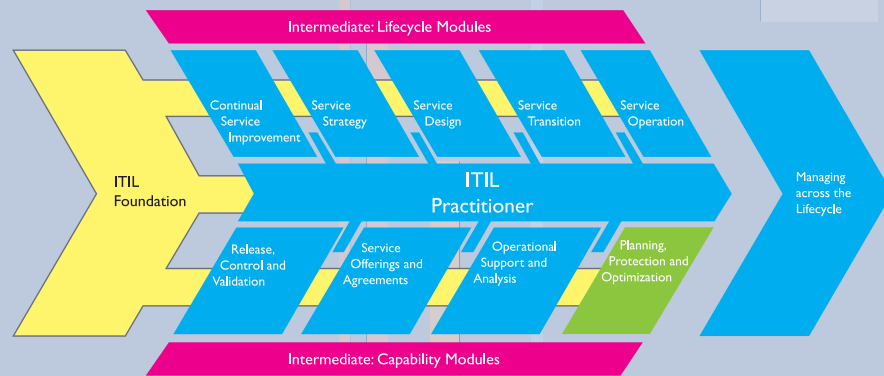 Intermediate: Lifecycle Modules
Continual
Service
Improvement
Service
Strategy
Service
Design
Service
Transition
Service
Operation
ITIL
Foundation
ITIL
Practitioner
Managing
across the
Lifecycle
Release,
Control and
Validation
Service
Offerings and
Agreements
Operational
Support and
Analysis
Planning,
Protection and
Optimization
Intermediate: Capability Modules